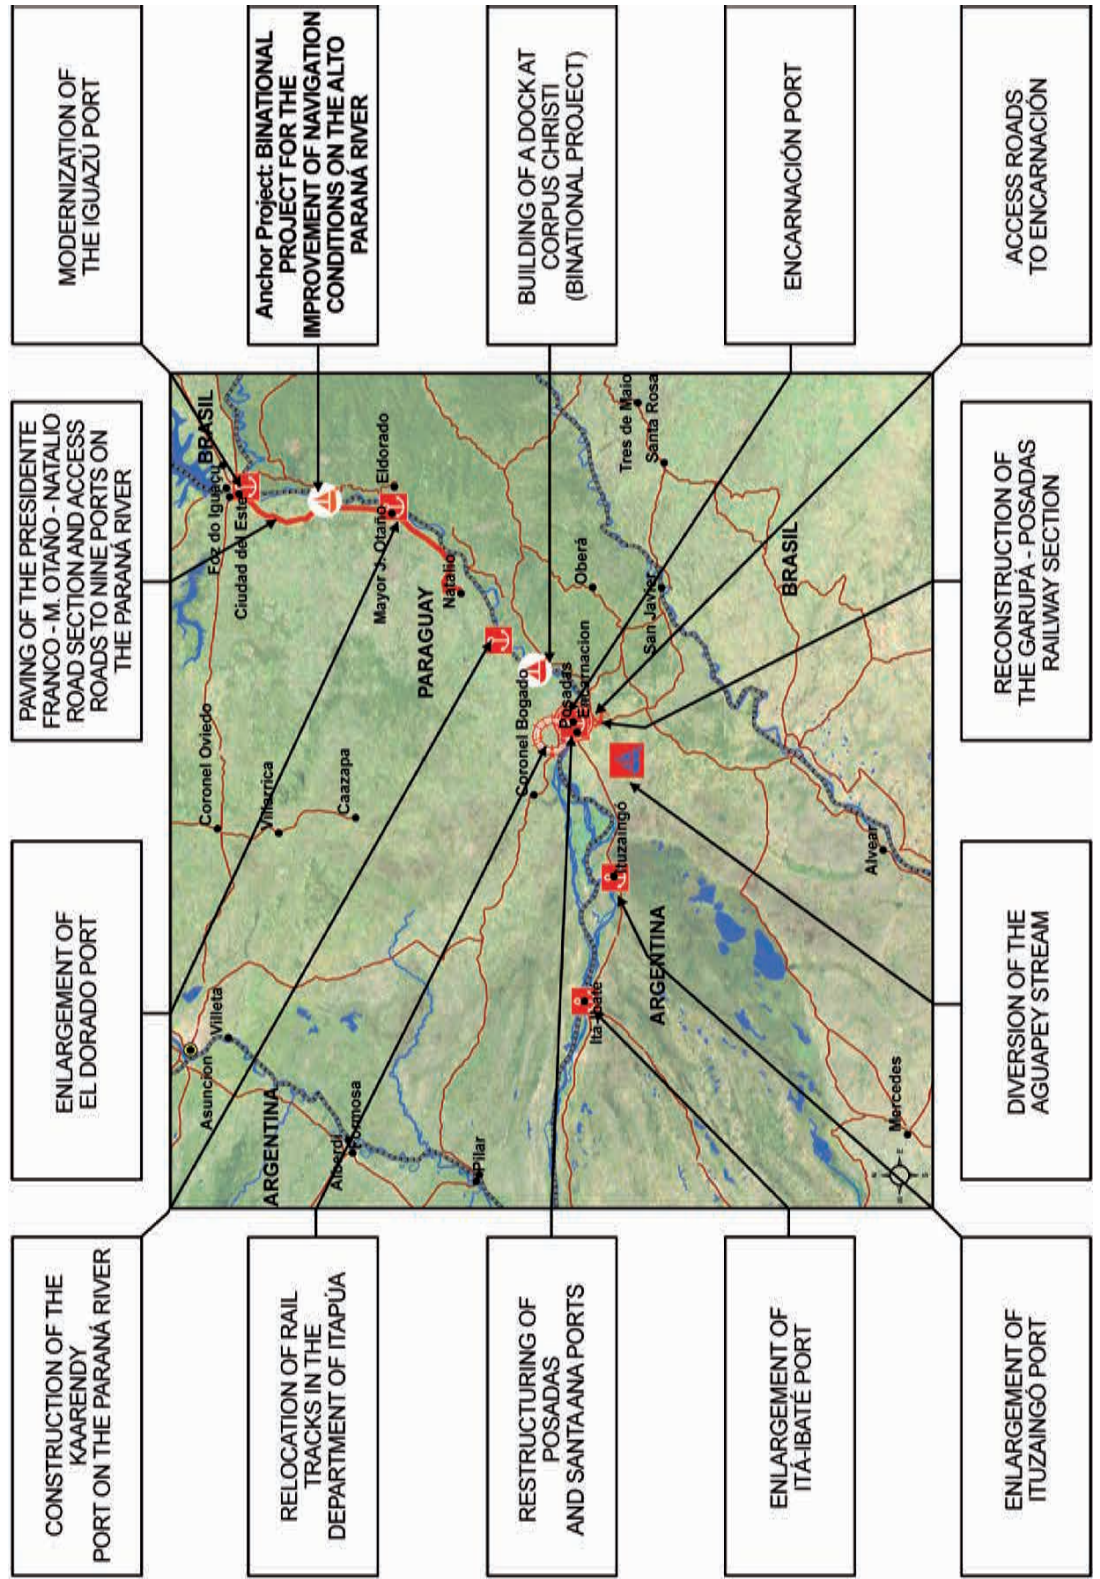 CONSTRUCTION OF THE
KAARENDY
PORT ON THE PARANÁ RIVER
ENLARGEMENT OF
EL DORADO PORT
PAVING OF THE PRESIDENTE
FRANCO - M. OTAÑO - NATALIO
ROAD SECTION AND ACCESS
ROADS TO NINE PORTS ON
THE PARANÁ RIVER
MODERNIZATION OF
THE IGUAZÚ PORT
RELOCATION OF RAIL
TRACKS IN THE
DEPARTMENT OF ITAPÚA
Anchor Project: BINATIONAL
PROJECT FOR THE
IMPROVEMENT OF NAVIGATION
CONDITIONS ON THE ALTO
PARANÁ RIVER
RESTRUCTURING OF
POSADAS
AND SANTA ANA PORTS
BUILDING OF A DOCK AT
CORPUS CHRISTI
(BINATIONAL PROJECT)
ENLARGEMENT OF
ITÁ-IBATÉ PORT
ENCARNACIÓN PORT
ENLARGEMENT OF
ITUZAINGÓ PORT
DIVERSION OF THE
AGUAPEY STREAM
RECONSTRUCTION OF
THE GARUPÁ - POSADAS
RAILWAY SECTION
ACCESS ROADS
TO ENCARNACIÓN
Asuncion
Villeta
Coronel Oviedo
Foz do Iguaçu
BRASIL
Ciudad del Este
ARGENTINA
Villarrica
Alberdi
Formosa
Caazapa
Mayor J. Otaño
Eldorado
PARAGUAY
Natalio
Pilar
Coronel Bogado
Posadas
Encarnacion
Oberá
Tres de Maio
Santa Rosa
San Javier
Itá-Ibate
Ituzaingó
ARGENTINA
BRASIL
Alvear
Mercedes
N
E
S
W